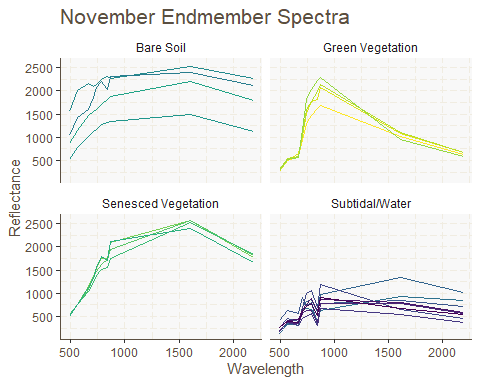 November Endmember Spectra
Bare Soil
Green Vegetation
2500
2000
1500
1000
500
Senesced Vegetation
Subtidal/Water
2500
2000
1500
1000
500
Reflectance
500 1000 1500 2000
500 1000 1500 2000
Wavelength